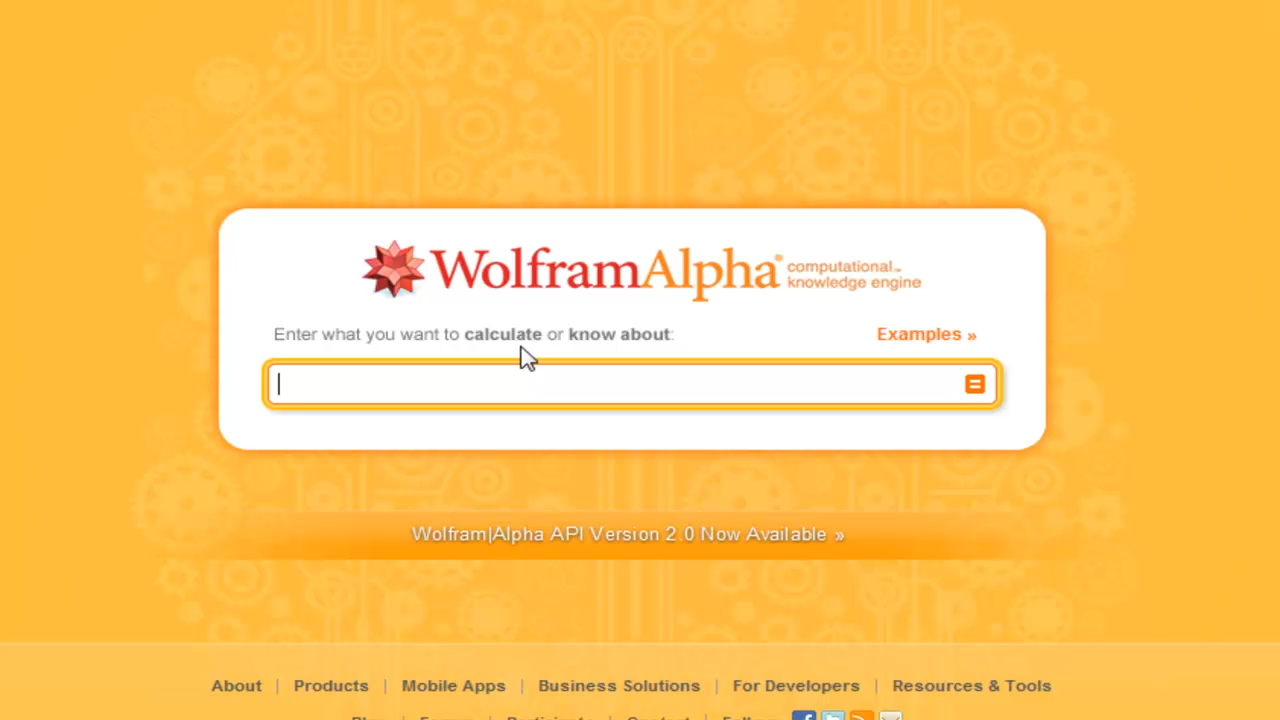 WolframAlpha computational™ knowledge engine
Enter what you want to calculate or know about:
Examples »
Wolfram|Alpha API Version 2.0 Now Available »
About | Products | Mobile Apps | Business Solutions | For Developers | Resources & Tools